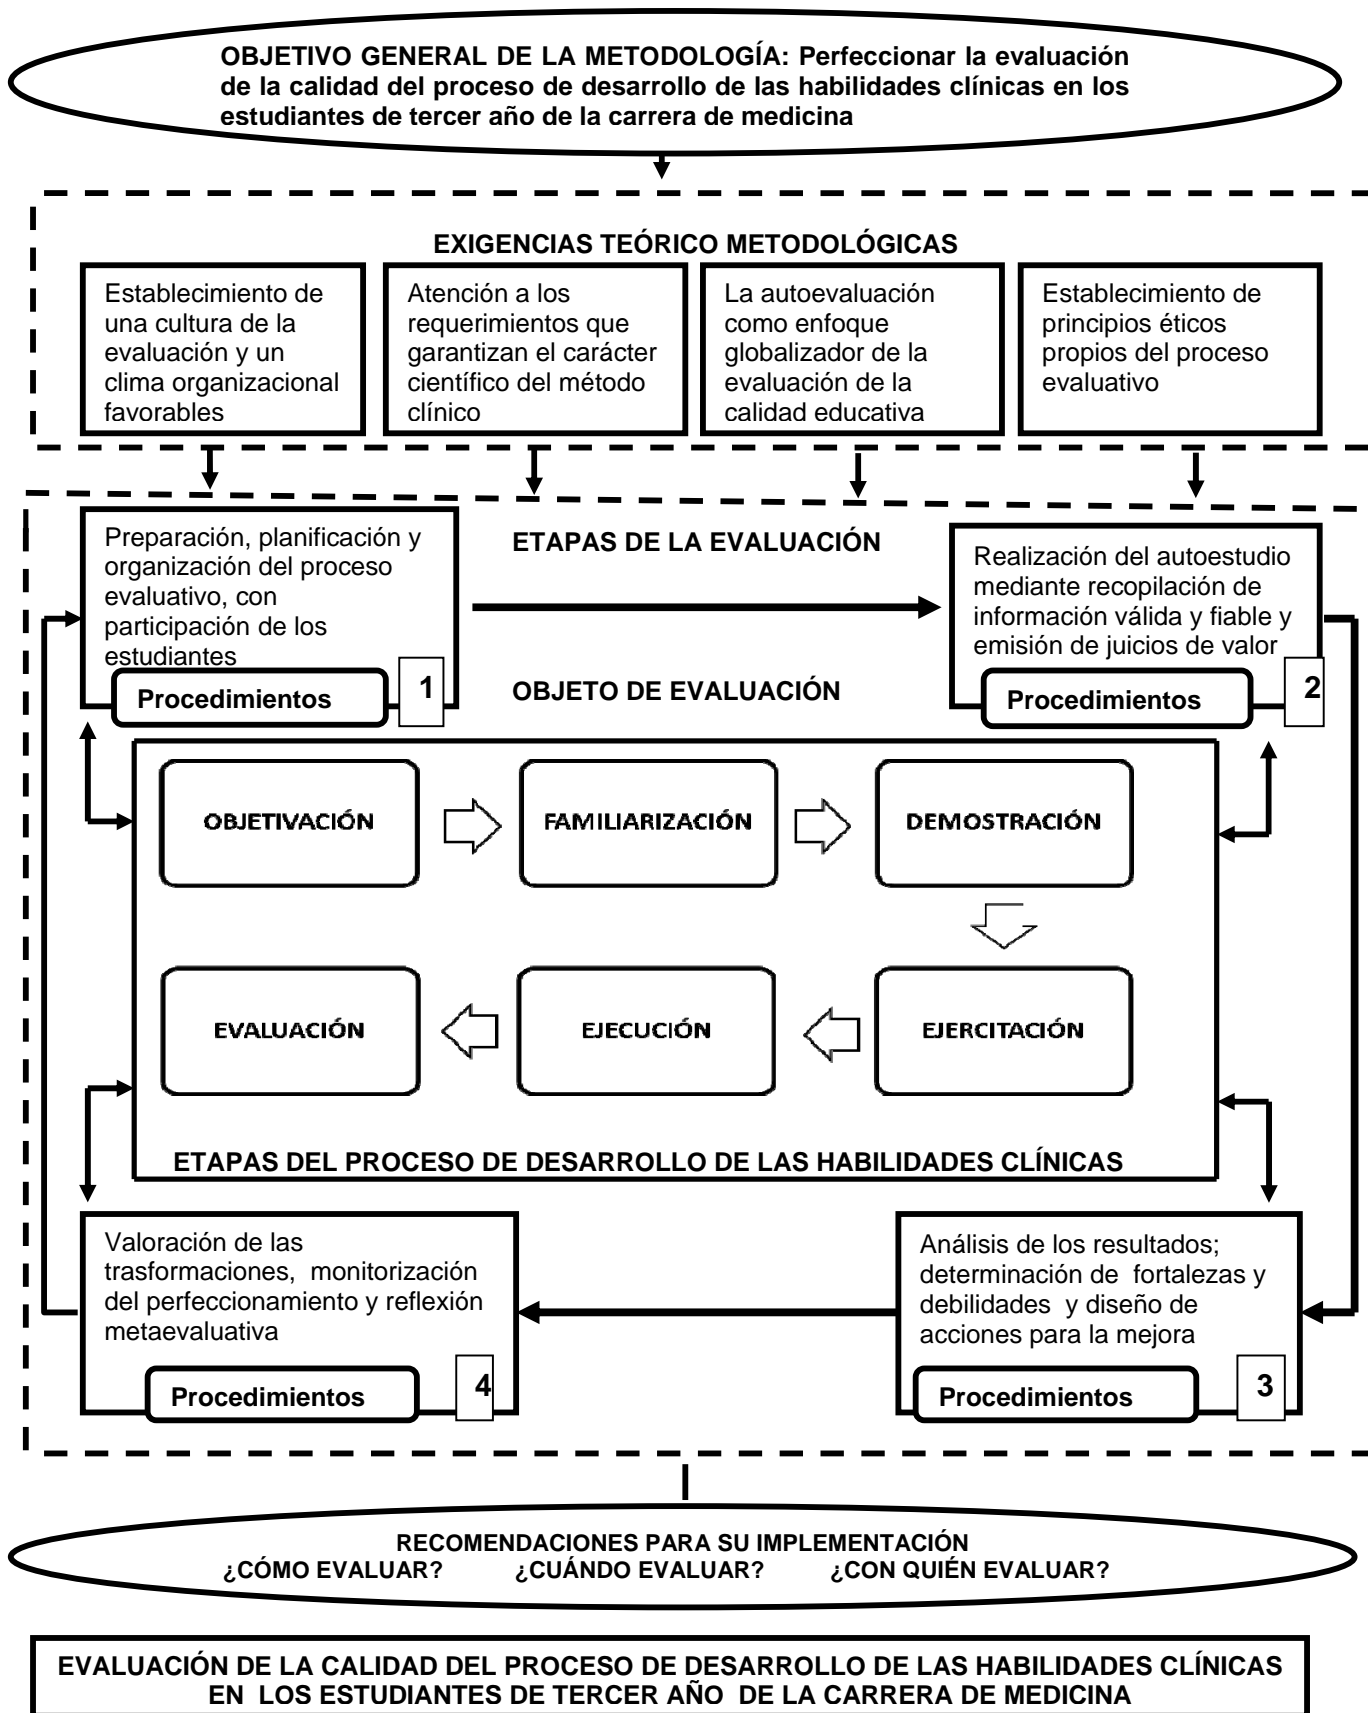 OBJETIVO GENERAL DE LA METODOLOGÍA: Perfeccionar la evaluación
de la calidad del proceso de desarrollo de las habilidades clínicas en los
estudiantes de tercer año de la carrera de medicina
EXIGENCIAS TEÓRICO METODOLÓGICAS
Establecimiento de
una cultura de la
evaluación y un
clima organizacional
favorables
Atención a los
requerimientos que
garantizan el carácter
científico del método
clínico
La autoevaluación
como enfoque
globalizador de la
evaluación de la
calidad educativa
Establecimiento de
principios éticos
propios del proceso
evaluativo
ETAPAS DE LA EVALUACIÓN
Preparación, planificación y
organización del proceso
evaluativo, con
participación de los
estudiantes
Procedimientos
1
Realización del autoestudio
mediante recopilación de
información válida y fiable y
emisión de juicios de valor
Procedimientos
2
OBJETO DE EVALUACIÓN
OBJETIVACIÓN
FAMILIARIZACIÓN
DEMOSTRACIÓN
EVALUACIÓN
EJECUCIÓN
EJERCITACIÓN
ETAPAS DEL PROCESO DE DESARROLLO DE LAS HABILIDADES CLÍNICAS
Valoración de las
trasformaciones, monitorización
del perfeccionamiento y reflexión
metaevaluativa
Procedimientos
4
Análisis de los resultados;
determinación de fortalezas y
debilidades y diseño de
acciones para la mejora
Procedimientos
3
RECOMENDACIONES PARA SU IMPLEMENTACIÓN
¿CÓMO EVALUAR? ¿CUÁNDO EVALUAR? ¿CON QUIÉN EVALUAR?
EVALUACIÓN DE LA CALIDAD DEL PROCESO DE DESARROLLO DE LAS HABILIDADES CLÍNICAS
EN LOS ESTUDIANTES DE TERCER AÑO DE LA CARRERA DE MEDICINA